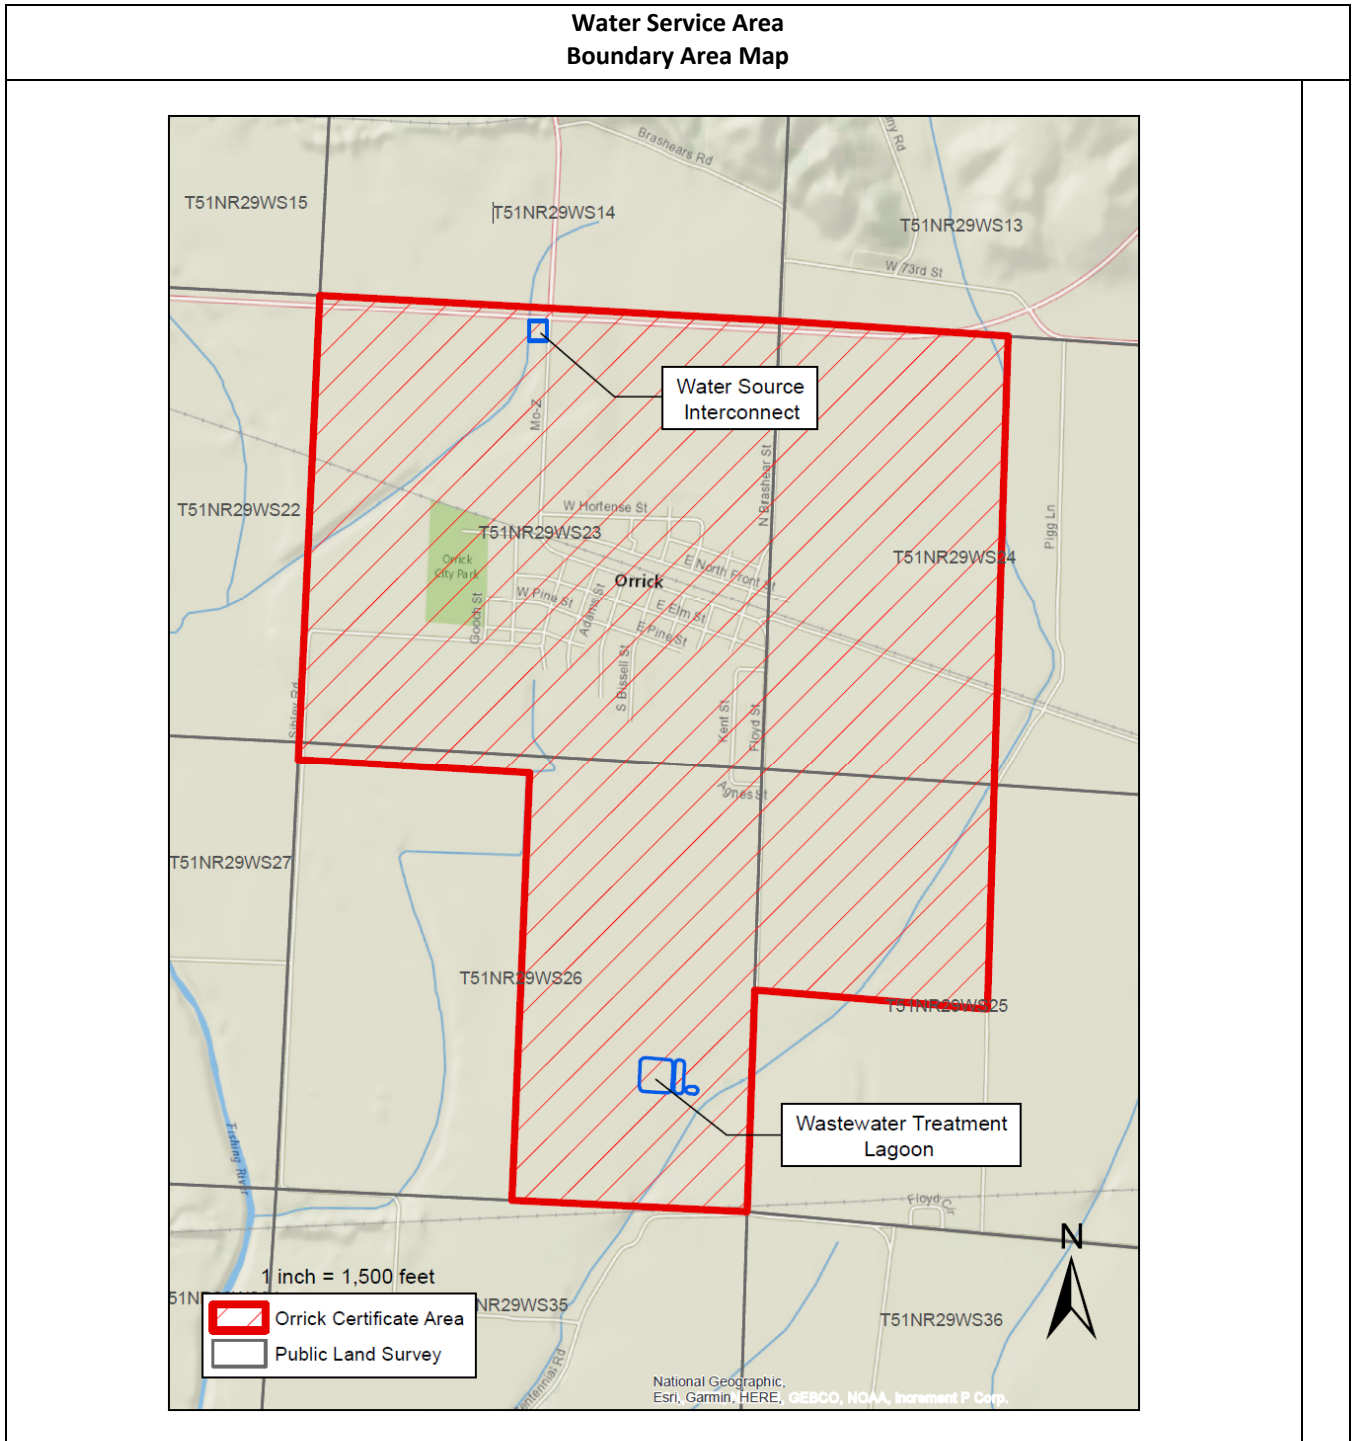 Water Service Area
Boundary Area Map
Brashears Rd
ny Rd
T51NR29WS15
T51NR29WS14
T51NR29WS13
W 73rd St
Water Source
Interconnect
Mo-Z
N Brashear St
T51NR29WS22
W Hortense St
T51NR29WS23
Pigg Ln
T51NR29WS24
Orrick
City Park
E North Front St
Orrick
W Pine St
Adams St
E Elm St
Gooch St
E Pine St
S Bissell St
Sibley Rd
Kent St
Floyd St
Agnes St
T51NR29WS27
T51NR29WS26
T51NR29WS25
Wastewater Treatment
Lagoon
Fishing River
Floyd Cir
N
1 inch = 1,500 feet
51N
NR29WS35
T51NR29WS36
Orrick Certificate Area
Public Land Survey
entennial Rd
National Geographic,
Esri, Garmin, HERE, GEBCO, NOAA, Increment P Corp.